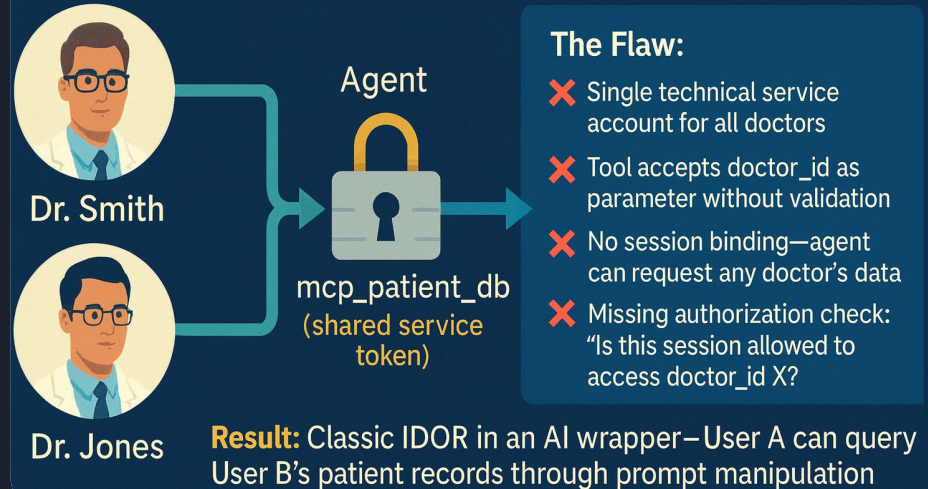 Dr. Smith
Dr. Jones
Agent
mcp_patient_db
(shared service
token)
The Flaw:
Single technical service
account for all doctors
Tool accepts doctor_id as
parameter without validation
No session binding—agent
can request any doctor's data
Missing authorization check:
“Is this session allowed to
access doctor_id X?
Result: Classic IDOR in an AI wrapper–User A can query
User B's patient records through prompt manipulation